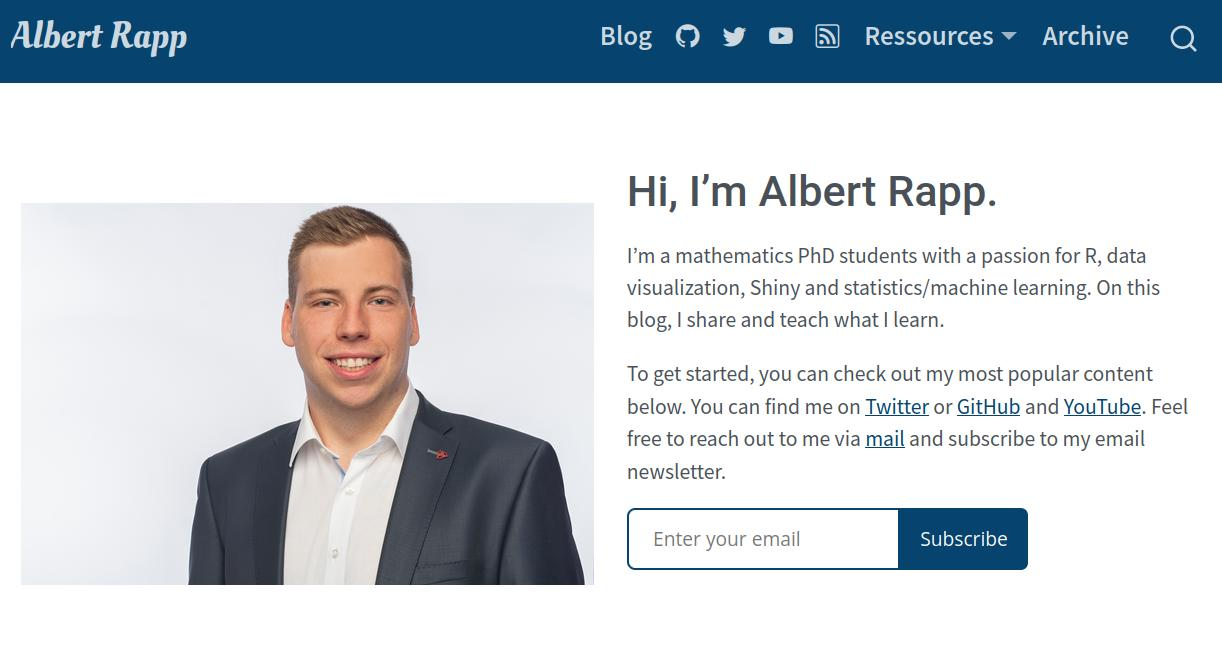 Albert Rapp
Blog
Ressources
Archive
Hi, I’m Albert Rapp.
I’m a mathematics PhD students with a passion for R, data
visualization, Shiny and statistics/machine learning. On this
blog, I share and teach what I learn.
To get started, you can check out my most popular content
below. You can find me on Twitter or GitHub and YouTube. Feel
free to reach out to me via mail and subscribe to my email
newsletter.
Enter your email
Subscribe